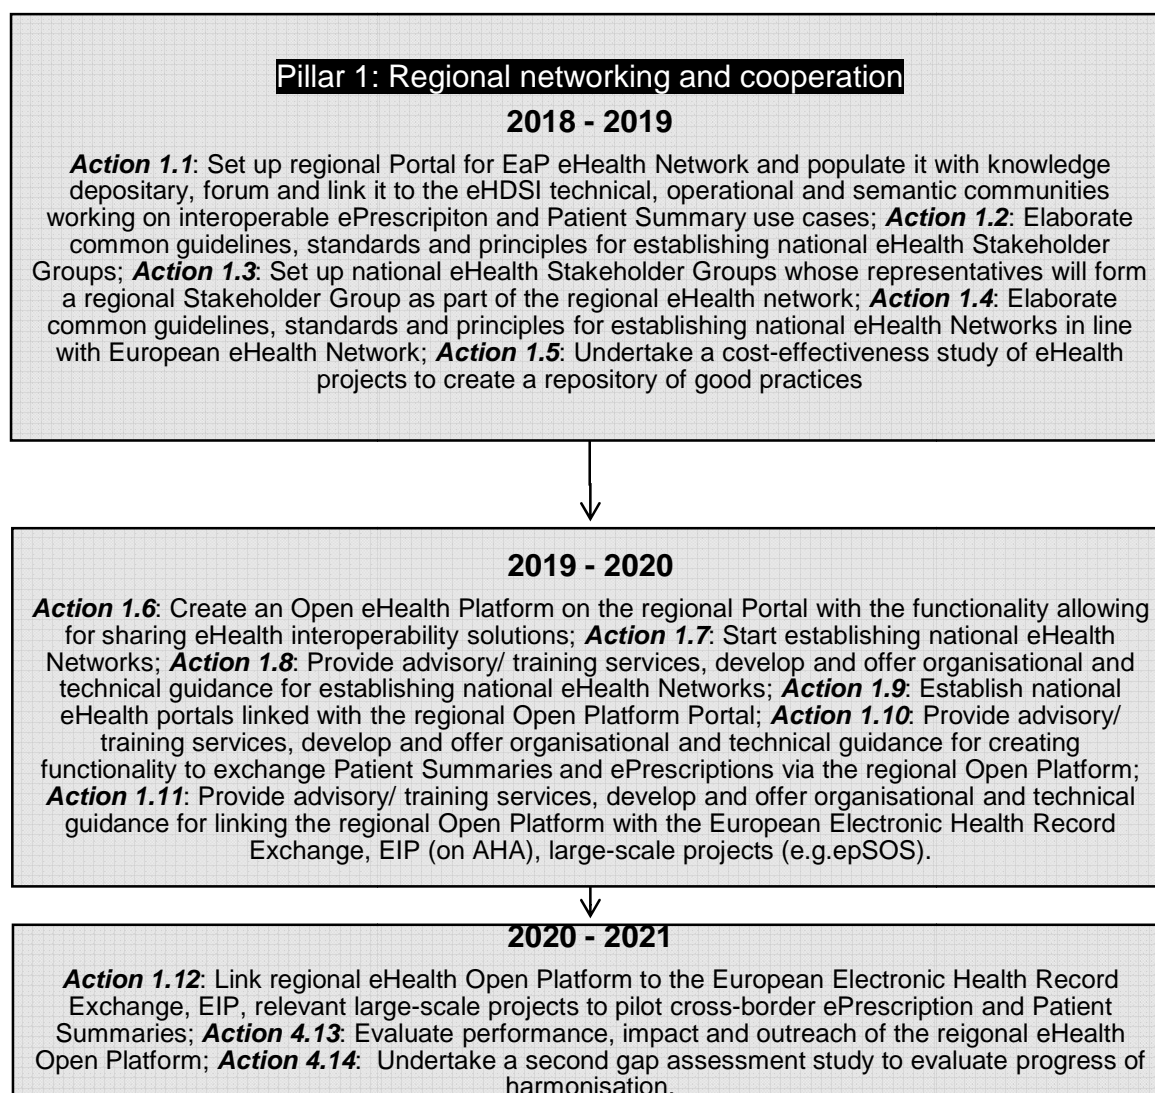 Pillar 1: Regional networking and cooperation
2018 - 2019
Action 1.1: Set up regional Portal for EaP eHealth Network and populate it with knowledge
depositary, forum and link it to the eHDSI technical, operational and semantic communities
working on interoperable ePrescripiton and Patient Summary use cases; Action 1.2: Elaborate
common guidelines, standards and principles for establishing national eHealth Stakeholder
Groups; Action 1.3: Set up national eHealth Stakeholder Groups whose representatives will form
a regional Stakeholder Group as part of the regional eHealth network; Action 1.4: Elaborate
common guidelines, standards and principles for establishing national eHealth Networks in line
with European eHealth Network; Action 1.5: Undertake a cost-effectiveness study of eHealth
projects to create a repository of good practices
2019 - 2020
Action 1.6: Create an Open eHealth Platform on the regional Portal with the functionality allowing
for sharing eHealth interoperability solutions; Action 1.7: Start establishing national eHealth
Networks; Action 1.8: Provide advisory/ training services, develop and offer organisational and
technical guidance for establishing national eHealth Networks; Action 1.9: Establish national
eHealth portals linked with the regional Open Platform Portal; Action 1.10: Provide advisory/
training services, develop and offer organisational and technical guidance for creating
functionality to exchange Patient Summaries and ePrescriptions via the regional Open Platform;
Action 1.11: Provide advisory/ training services, develop and offer organisational and technical
guidance for linking the regional Open Platform with the European Electronic Health Record
Exchange, EIP (on AHA), large-scale projects (e.g.epSOS).
2020 - 2021
Action 1.12: Link regional eHealth Open Platform to the European Electronic Health Record
Exchange, EIP, relevant large-scale projects to pilot cross-border ePrescription and Patient
Summaries; Action 4.13: Evaluate performance, impact and outreach of the reigonal eHealth
Open Platform; Action 4.14: Undertake a second gap assessment study to evaluate progress of
harmonisation.